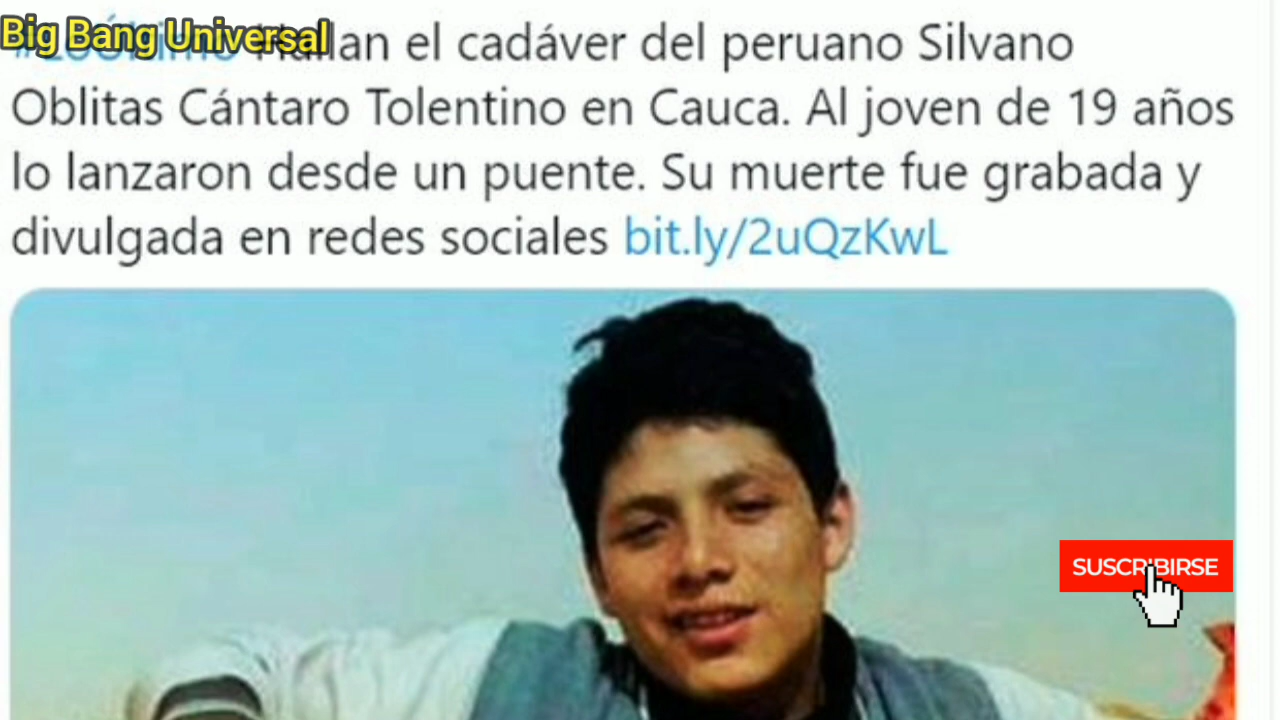 Big Bang Universal
Hallan el cadáver del peruano Silvano
Oblitas Cántaro Tolentino en Cauca. Al joven de 19 años
lo lanzaron desde un puente. Su muerte fue grabada y
divulgada en redes sociales bit.ly/2uQzKwL
SUSCRIBIRSE